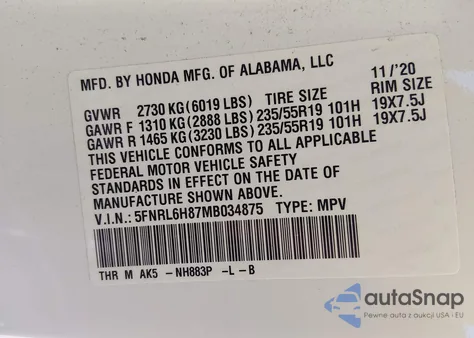 MFD. BY HONDA MFG. OF ALABAMA, LLC 11/'20
GVWR 2730 KG(6019 LBS) TIRE SIZE RIM SIZE
GAWR F 1310 KG(2888 LBS) 235/55R19 101H 19X7.5J
GAWR R 1465 KG(3230 LBS) 235/55R19 101H 19X7.5J
THIS VEHICLE CONFORMS TO ALL APPLICABLE
FEDERAL MOTOR VEHICLE SAFETY
STANDARDS IN EFFECT ON THE DATE OF
MANUFACTURE SHOWN ABOVE.
V.I.N.: 5FNRL6H87MB034875 TYPE: MPV
THR M AK5 -NH883P -L -B
autoSnap
Pewne auta z aukcji USA i EU